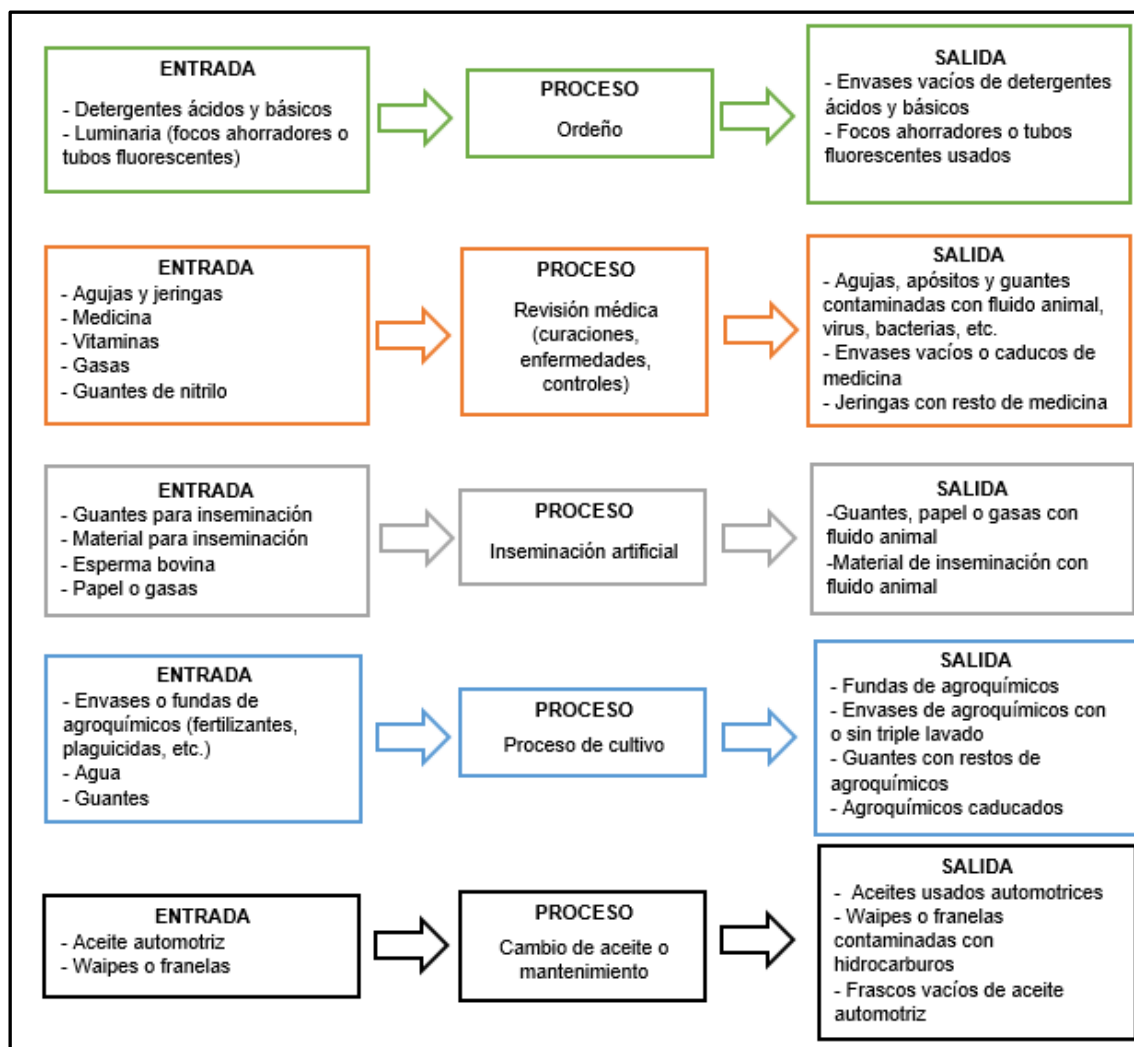 ENTRADA
- Detergentes ácidos y básicos
- Luminaria (focos ahorradores o
tubos fluorescentes)
PROCESO
Ordeño
SALIDA
- Envases vacíos de detergentes
ácidos y básicos
- Focos ahorradores o tubos
fluorescentes usados
ENTRADA
- Agujas y jeringas
- Medicina
- Vitaminas
- Gasas
- Guantes de nitrilo
PROCESO
Revisión médica
(curaciones,
enfermedades,
controles)
SALIDA
- Agujas, apósitos y guantes
contaminadas con fluido animal,
virus, bacterias, etc.
- Envases vacíos o caducos de
medicina
- Jeringas con resto de medicina
ENTRADA
- Guantes para inseminación
- Material para inseminación
- Esperma bovina
- Papel o gasas
PROCESO
Inseminación artificial
SALIDA
-Guantes, papel o gasas con
fluido animal
-Material de inseminación con
fluido animal
ENTRADA
- Envases o fundas de
agroquímicos (fertilizantes,
plaguicidas, etc.)
- Agua
- Guantes
PROCESO
Proceso de cultivo
SALIDA
- Fundas de agroquímicos
- Envases de agroquímicos con
o sin triple lavado
- Guantes con restos de
agroquímicos
- Agroquímicos caducados
ENTRADA
- Aceite automotriz
- Waipes o franelas
PROCESO
Cambio de aceite o
mantenimiento
SALIDA
- Aceites usados automotrices
- Waipes o franelas
contaminadas con
hidrocarburos
- Frascos vacíos de aceite
automotriz